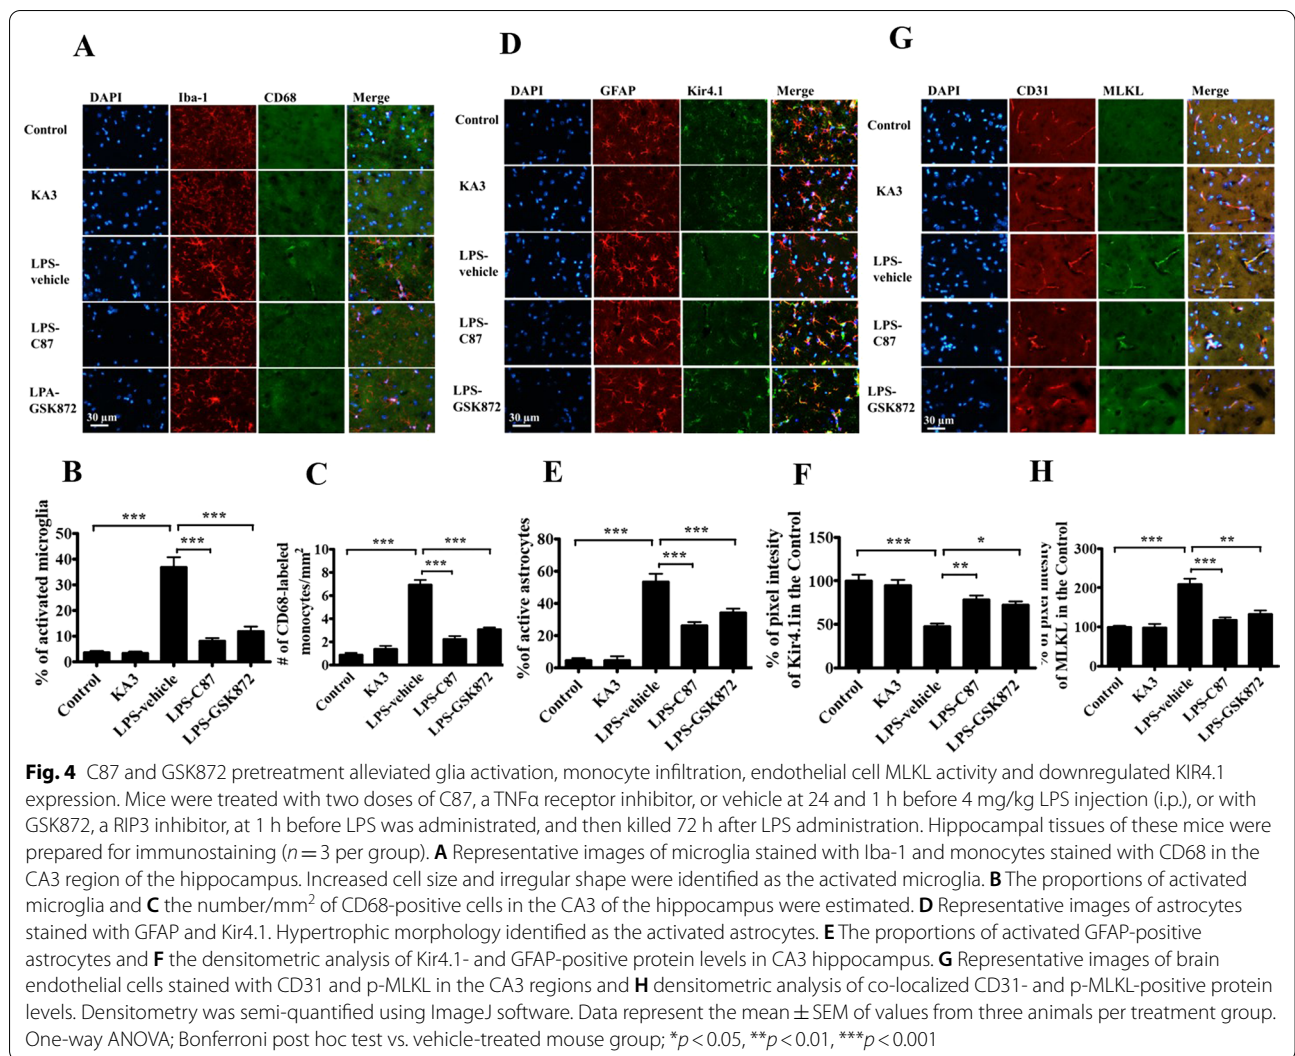 A
D
G
DAPI Iba-1 CD68 Merge
DAPI GFAP Kir4.1 Merge
DAPI CD31 MLKL Merge
Control
KA3
LPS-
vehicle
LPS-
C87
LPA-
GSK872
30 µm
Control
KA3
LPS-
vehicle
LPS-
C87
LPS-
GSK872
30 µm
Control
KA3
LPS-
vehicle
LPS-
C87
LPS-
GSK872
30 µm
B
% of activated microglia
50
40
30
20
10
0
*** ***
***
Control KA3 LPS-vehicle LPS-C87 LPS-GSK872
C
# of CD68-labeled
monocytes/mm²
10
8
6
4
2
0
*** ***
***
Control KA3 LPS-vehicle LPS-C87 LPS-GSK872
E
%of active astrocytes
80
60
40
20
0
*** ***
***
Control KA3 LPS-vehicle LPS-C87 LPS-GSK872
F
% of pixel intesity
of Kir4.1in the Control
150
100
50
0
*** *
**
Control KA3 LPS-vehicle LPS-C87 LPS-GSK872
H
% of pixel intesity
of MLKL in the Control
400
300
200
100
0
*** **
***
Control KA3 LPS-vehicle LPS-C87 LPS-GSK872
Fig. 4 C87 and GSK872 pretreatment alleviated glia activation, monocyte infiltration, endothelial cell MLKL activity and downregulated KIR4.1
expression. Mice were treated with two doses of C87, a TNFα receptor inhibitor, or vehicle at 24 and 1 h before 4 mg/kg LPS injection (i.p.), or with
GSK872, a RIP3 inhibitor, at 1 h before LPS was administrated, and then killed 72 h after LPS administration. Hippocampal tissues of these mice were
prepared for immunostaining (n = 3 per group). A Representative images of microglia stained with Iba-1 and monocytes stained with CD68 in the
CA3 region of the hippocampus. Increased cell size and irregular shape were identified as the activated microglia. B The proportions of activated
microglia and C the number/mm² of CD68-positive cells in the CA3 of the hippocampus were estimated. D Representative images of astrocytes
stained with GFAP and Kir4.1. Hypertrophic morphology identified as the activated astrocytes. E The proportions of activated GFAP-positive
astrocytes and F the densitometric analysis of Kir4.1- and GFAP-positive protein levels in CA3 hippocampus. G Representative images of brain
endothelial cells stained with CD31 and p-MLKL in the CA3 regions and H densitometric analysis of co-localized CD31- and p-MLKL-positive protein
levels. Densitometry was semi-quantified using ImageJ software. Data represent the mean ± SEM of values from three animals per treatment group.
One-way ANOVA; Bonferroni post hoc test vs. vehicle-treated mouse group; *p < 0.05, **p < 0.01, ***p < 0.001